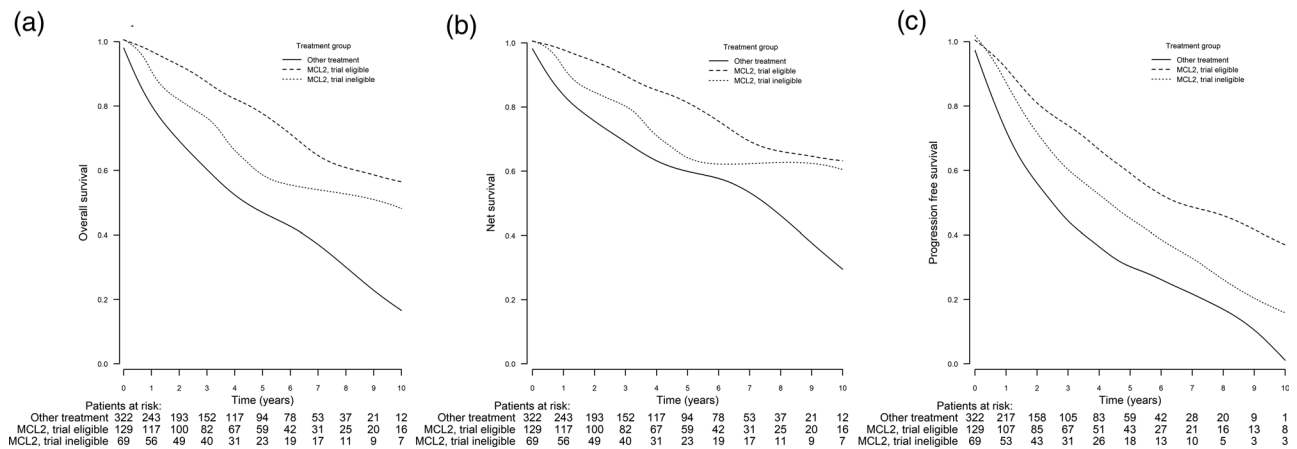 (a)
Treatment group
Other treatment
MCL2, trial eligible
MCL2, trial ineligible
Overall survival
1.0
0.8
0.6
0.4
0.2
0.0
0 1 2 3 4 5 6 7 8 9 10
Time (years)
Patients at risk:
Other treatment 322 243 193 152 117 94 78 53 37 21 12
MCL2, trial eligible 129 117 100 82 67 59 42 31 25 20 16
MCL2, trial ineligible 69 56 49 40 31 23 19 17 11 9 7
(b)
Treatment group
Other treatment
MCL2, trial eligible
MCL2, trial ineligible
Net survival
1.0
0.8
0.6
0.4
0.2
0.0
0 1 2 3 4 5 6 7 8 9 10
Time (years)
Patients at risk:
Other treatment 322 243 193 152 117 94 78 53 37 21 12
MCL2, trial eligible 129 117 100 82 67 59 42 31 25 20 16
MCL2, trial ineligible 69 56 49 40 31 23 19 17 11 9 7
(c)
Treatment group
Other treatment
MCL2, trial eligible
MCL2, trial ineligible
Progression free survival
1.0
0.8
0.6
0.4
0.2
0.0
0 1 2 3 4 5 6 7 8 9 10
Time (years)
Patients at risk:
Other treatment 322 217 158 105 83 59 42 28 20 9 1
MCL2, trial eligible 129 107 85 67 51 43 27 21 16 13 8
MCL2, trial ineligible 69 53 43 31 26 18 13 10 5 3 3